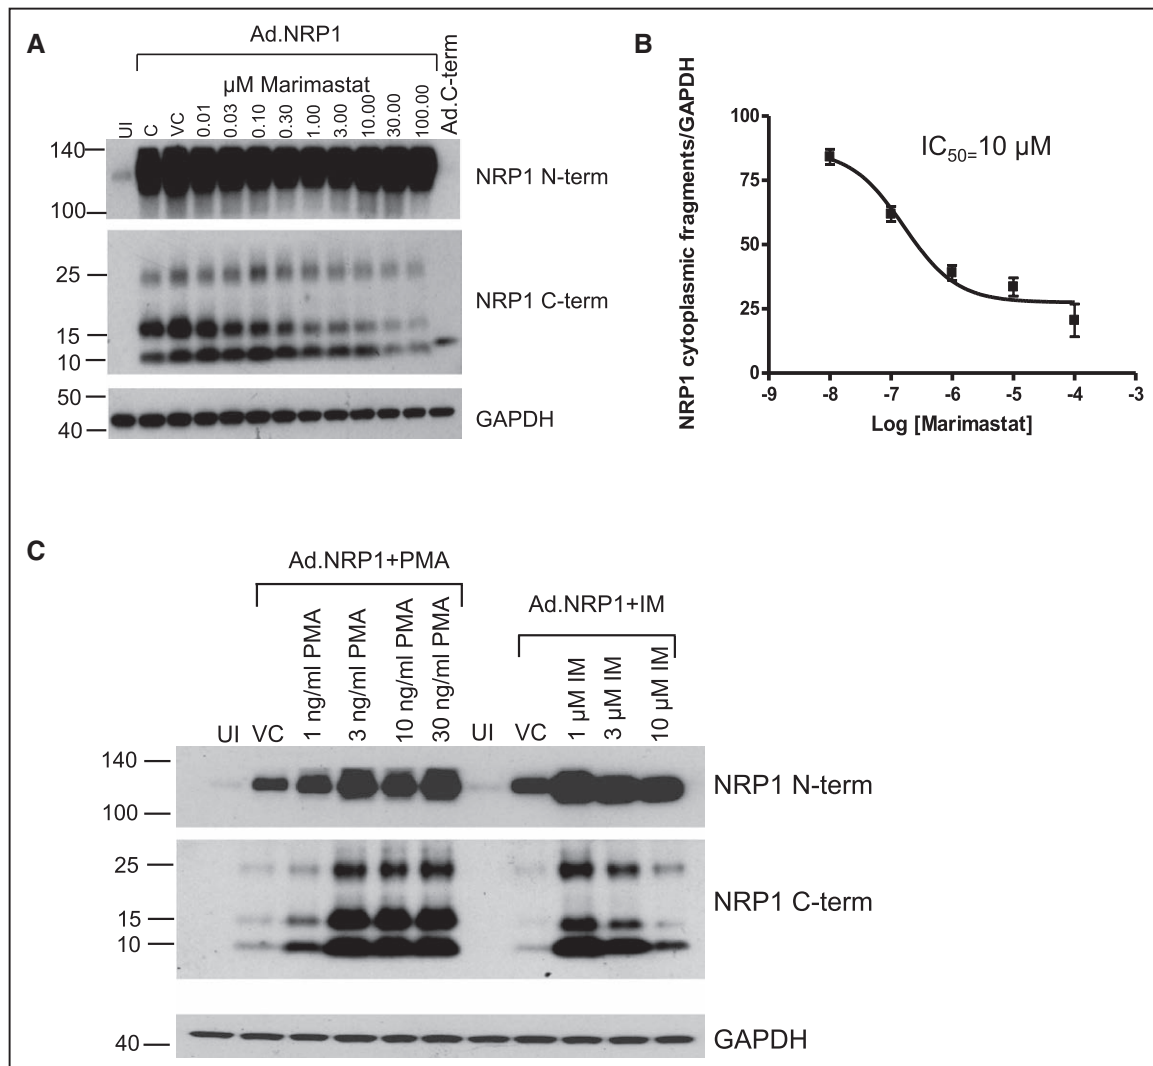 A
Ad.NRP1
µM Marimastat
UI
C
VC
0.01
0.03
0.10
0.30
1.00
3.00
10.00
30.00
100.00
Ad.C-term
140
100
NRP1 N-term
25
15
10
NRP1 C-term
50
40
GAPDH
B
NRP1 cytoplasmic fragments/GAPDH
100
75
50
25
0
IC50=10 µM
-9
-8
-7
-6
-5
-4
-3
Log [Marimastat]
C
Ad.NRP1+PMA
Ad.NRP1+IM
UI
VC
1 ng/ml PMA
3 ng/ml PMA
10 ng/ml PMA
30 ng/ml PMA
UI
VC
1 µM IM
3 µM IM
10 µM IM
140
100
NRP1 N-term
25
15
10
NRP1 C-term
40
GAPDH